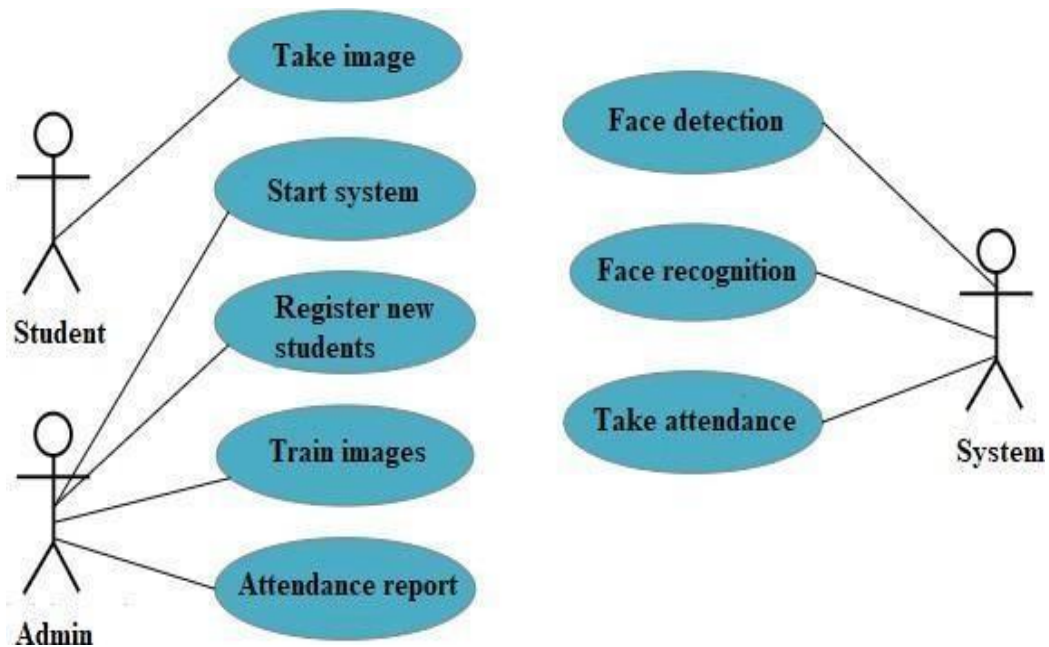 Take image
Start system
Register new
students
Train images
Attendance report
Student
Admin
Face detection
Face recognition
Take attendance
System